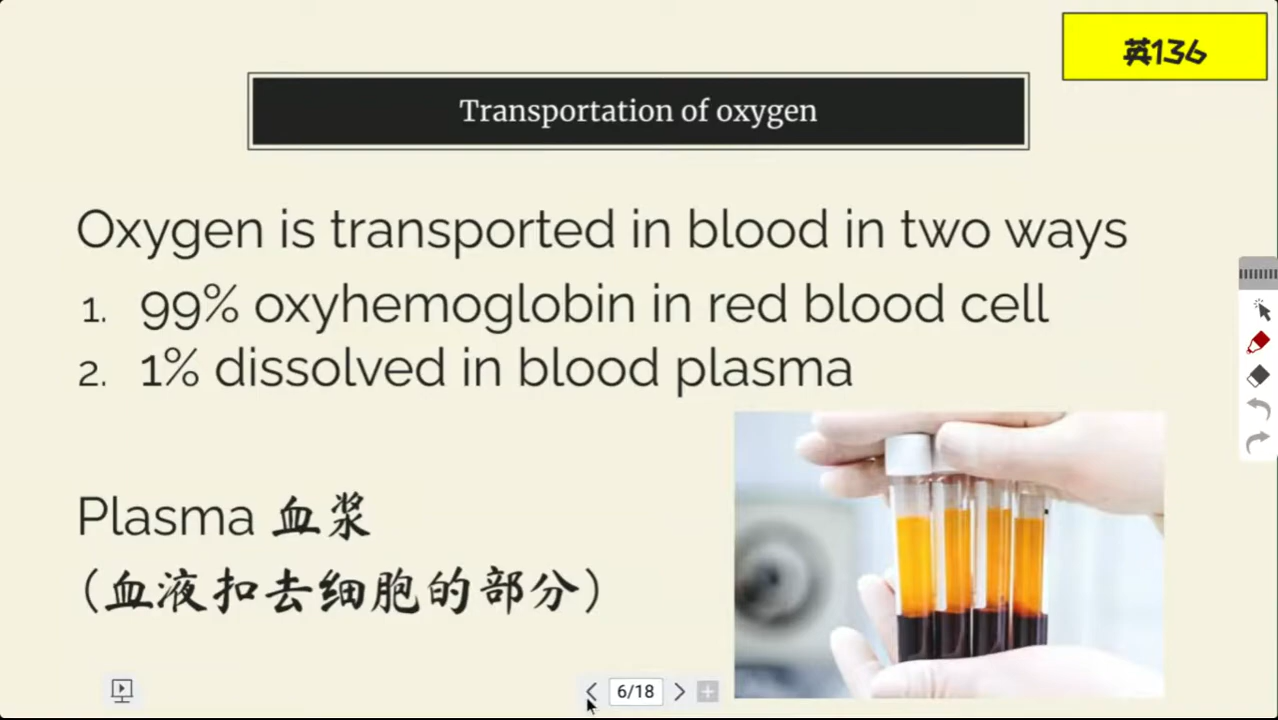 英136
Transportation of oxygen
Oxygen is transported in blood in two ways
1. 99% oxyhemoglobin in red blood cell
2. 1% dissolved in blood plasma
Plasma 血浆
（血液扣去细胞的部分）
6/18